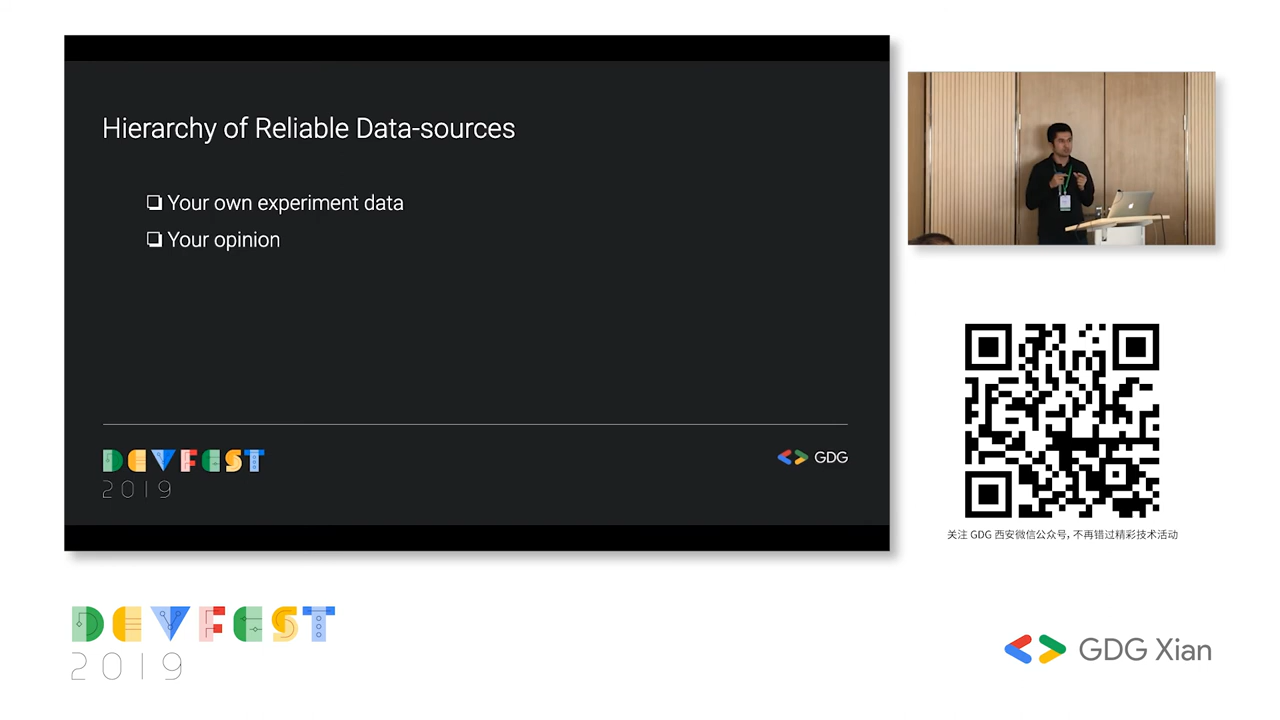 Hierarchy of Reliable Data-sources
❏ Your own experiment data
❏ Your opinion
DEVFEST
2019
GDG
关注 GDG 西安微信公众号, 不再错过精彩技术活动
DEVFEST
2019
GDG Xian